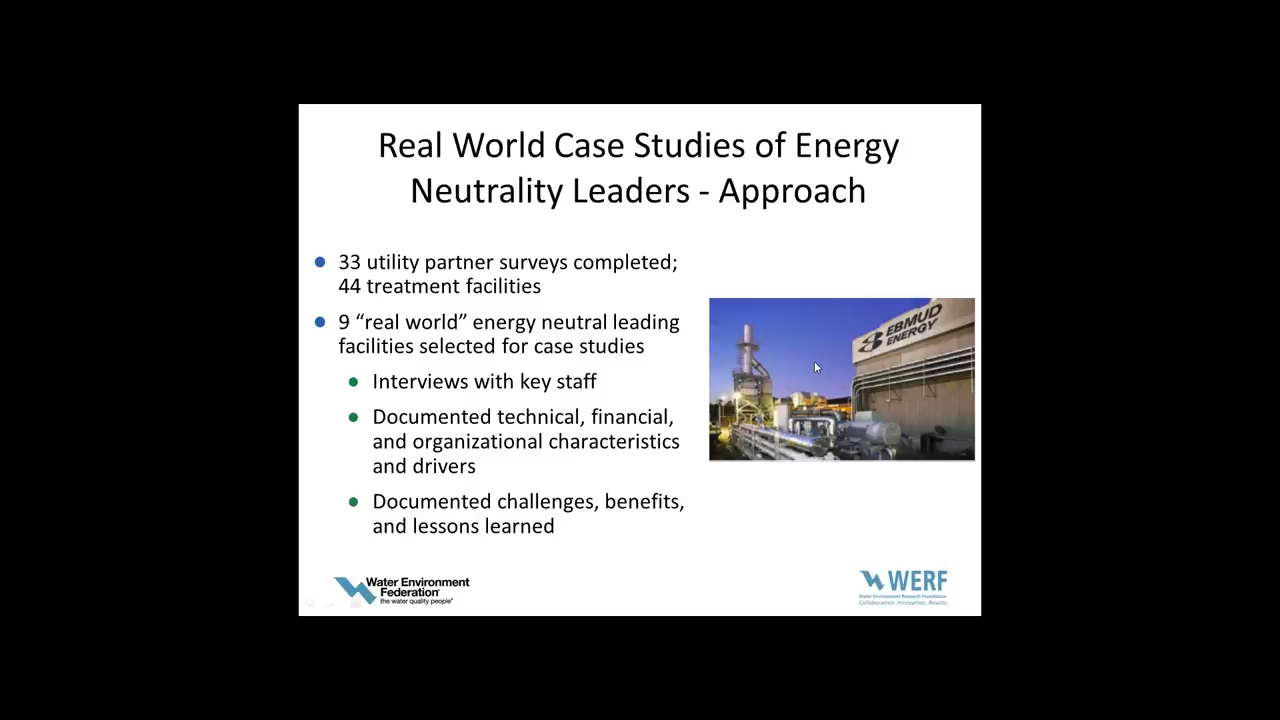 Real World Case Studies of Energy
Neutrality Leaders - Approach
33 utility partner surveys completed;
44 treatment facilities
9 “real world” energy neutral leading
facilities selected for case studies
Interviews with key staff
Documented technical, financial,
and organizational characteristics
and drivers
Documented challenges, benefits,
and lessons learned
EBMUD
ENERGY
Water Environment
Federation
the water quality people
WERF
Water Environment Research Foundation
Collaboration. Innovation. Results.